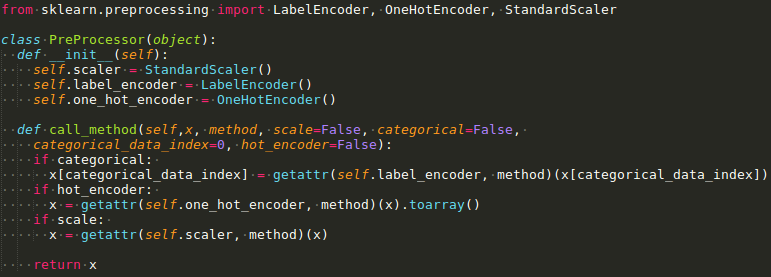 from sklearn.preprocessing import LabelEncoder, OneHotEncoder, StandardScaler
class PreProcessor(object):
  def __init__(self):
    self.scaler = StandardScaler()
    self.label_encoder = LabelEncoder()
    self.one_hot_encoder = OneHotEncoder()
  def call_method(self,x, method, scale=False, categorical=False,
    categorical_data_index=0, hot_encoder=False):
    if categorical:
      x[categorical_data_index] = getattr(self.label_encoder, method)(x[categorical_data_index])
    if hot_encoder:
      x = getattr(self.one_hot_encoder, method)(x).toarray()
    if scale:
      x = getattr(self.scaler, method)(x)
    return x